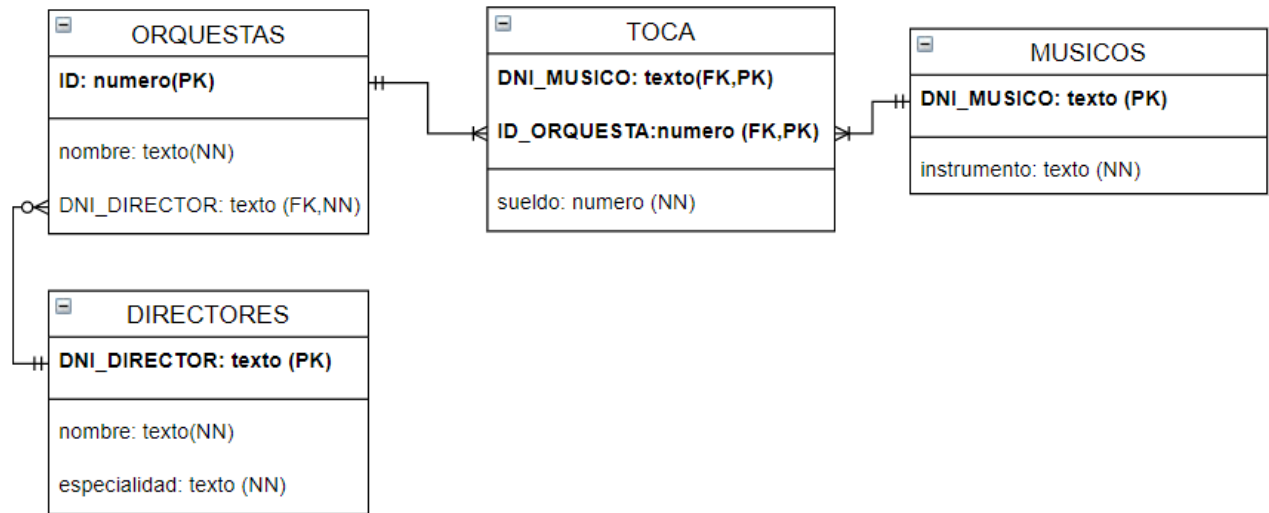 ORQUESTAS
ID: numero(PK)
nombre: texto(NN)
DNI_DIRECTOR: texto (FK,NN)
TOCA
DNI_MUSICO: texto(FK,PK)
ID_ORQUESTA:numero (FK,PK)
sueldo: numero (NN)
MUSICOS
DNI_MUSICO: texto (PK)
instrumento: texto (NN)
DIRECTORES
DNI_DIRECTOR: texto (PK)
nombre: texto(NN)
especialidad: texto (NN)